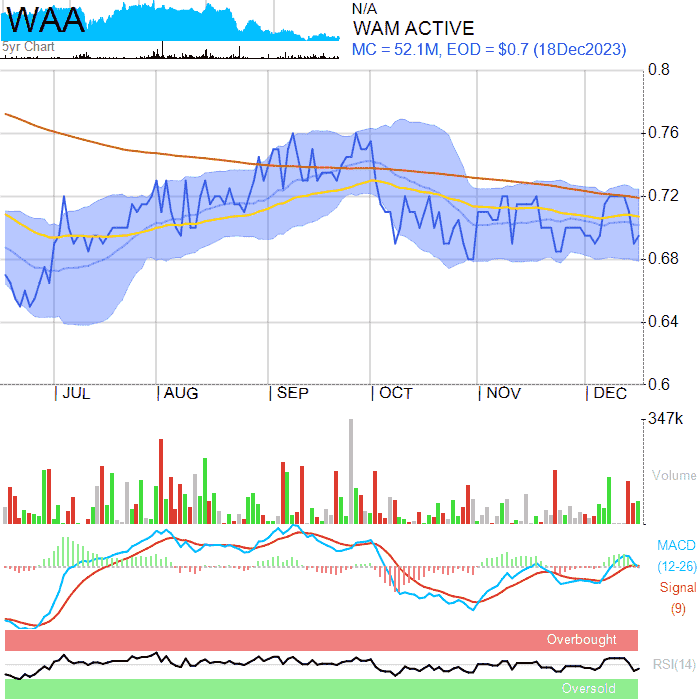 WAA
5yr Chart
N/A
WAM ACTIVE
MC = 52.1M, EOD = $0.7 (18Dec2023)
0.8
0.76
0.72
0.68
0.64
0.6
JUL AUG SEP OCT NOV DEC
347k
Volume
MACD
(12-26)
Signal
(9)
Overbought
RSI(14)
Oversold